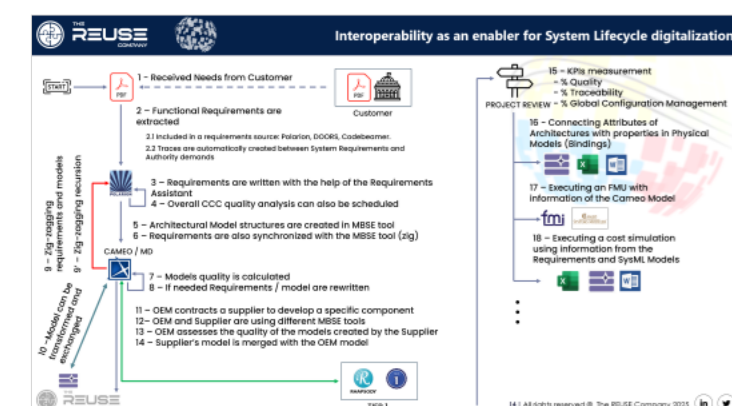 THE
REUSE
COMPANY
Interoperability as an enabler for System Lifecycle digitalization
START
PDF
1 - Received Needs from Customer
PDF
Customer
2 – Functional Requirements are
extracted
2.1 Included in a requirements source: Polarion, DOORS, Codebeamer.
2.2 Traces are automatically created between System Requirements and
Authority demands
POLARION
3 – Requirements are written with the help of the Requirements
Assistant
4 – Overall CCC quality analysis can also be scheduled
9 – Zig-zagging
requirements and models
9' – Zig-zagging recursion
5 – Architectural Model structures are created in MBSE tool
6 – Requirements are also synchronized with the MBSE tool (zig)
CAMEO / MD
7 – Models quality is calculated
8 – If needed Requirements / model are rewritten
10 –Model can be
transformed and
exchanged
11 – OEM contracts a supplier to develop a specific component
12– OEM and Supplier are using different MBSE tools
13 – OEM assesses the quality of the models created by the Supplier
14 – Supplier's model is merged with the OEM model
RHAPSODY
REUSE
PROJECT REVIEW
15 – KPIs measurement
- % Quality
- % Traceability
- % Global Configuration Management
16 - Connecting Attributes of
Architectures with properties in Physical
Models (Bindings)
17 – Executing an FMU with
information of the Cameo Model
fmi
18 – Executing a cost simulation
using information from the
Requirements and SysML Models
14 | All rights reserved ® The REUSE Company 2025